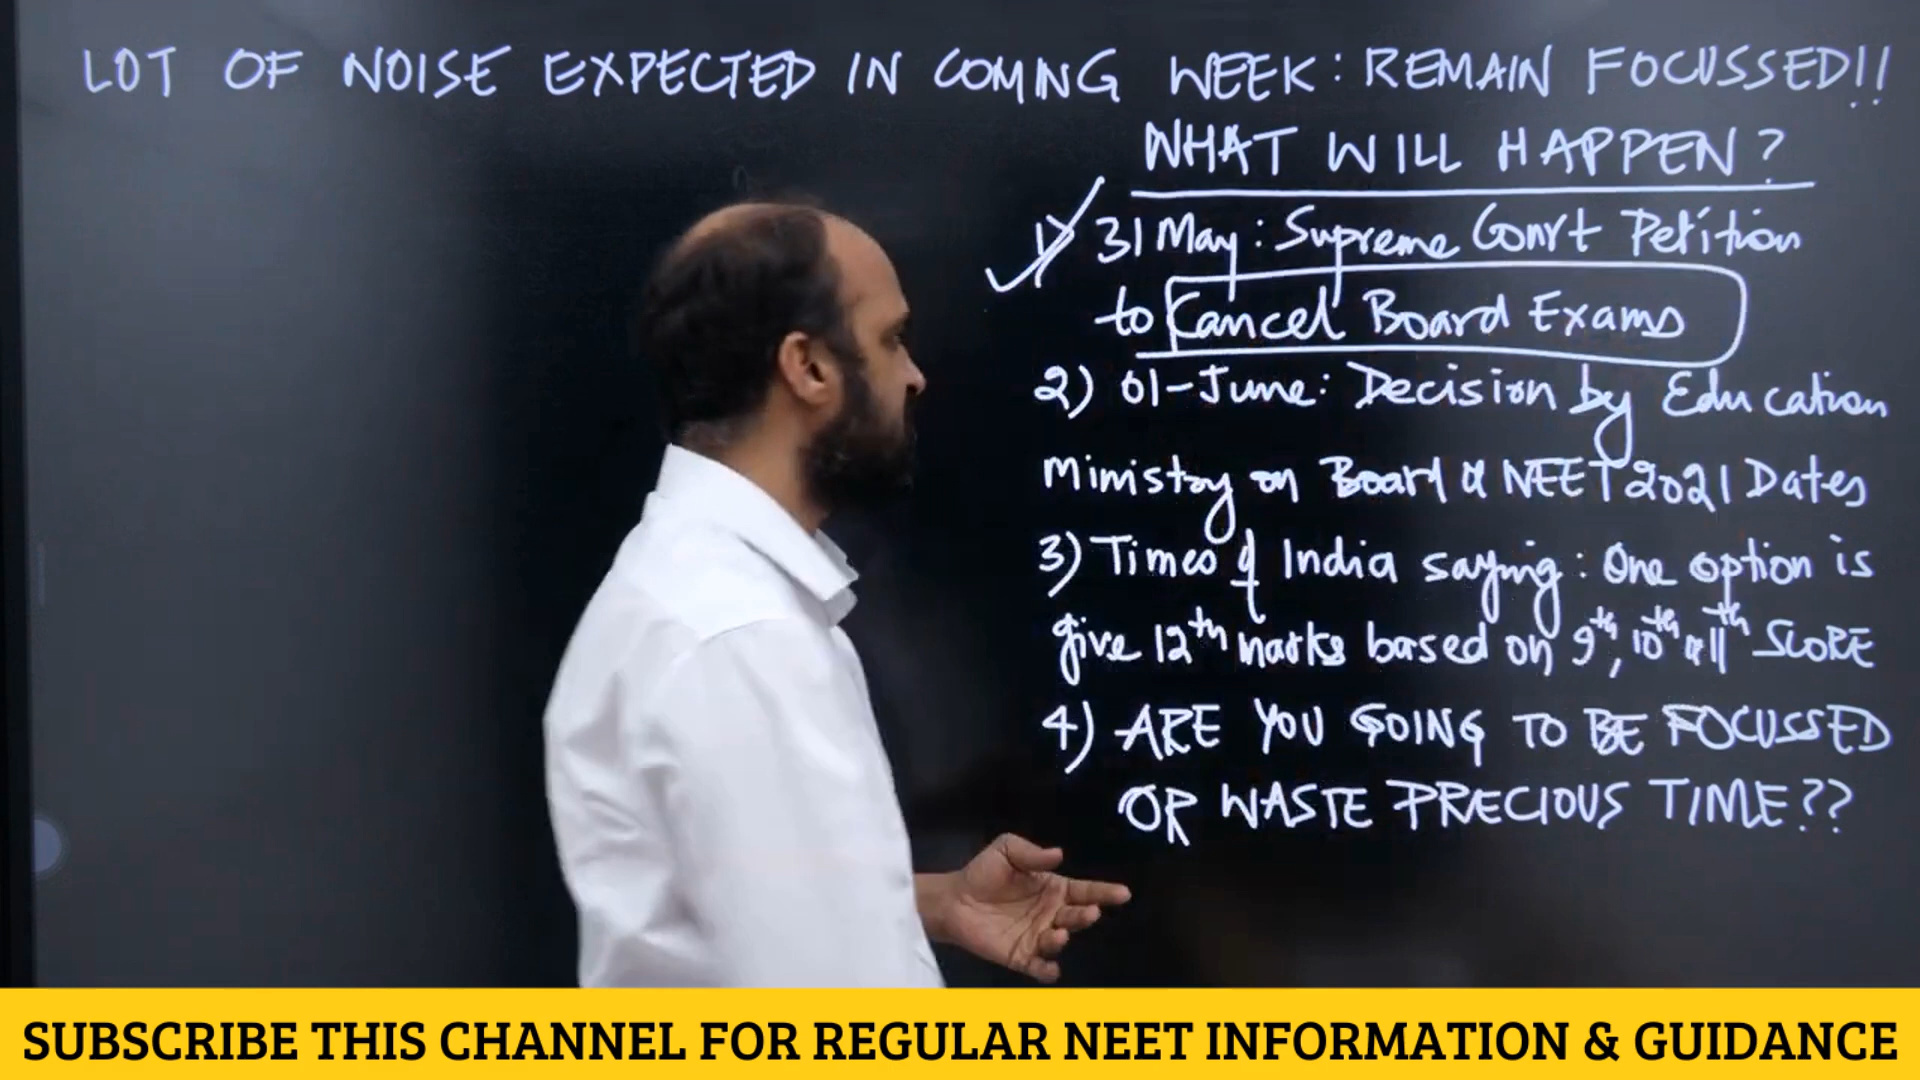 LOT OF NOISE EXPECTED IN COMING WEEK: REMAIN FOCUSSED!!
WHAT WILL HAPPEN?
1) 31 May: Supreme Court Petition
to Cancel Board Exams
2) 01-June: Decision by Education
Ministry on Board & NEET 2021 Dates
3) Times of India saying: One option is
give 12th marks based on 9th, 10th & 11th SCORE
4) ARE YOU GOING TO BE FOCUSSED
OR WASTE PRECIOUS TIME??
SUBSCRIBE THIS CHANNEL FOR REGULAR NEET INFORMATION & GUIDANCE